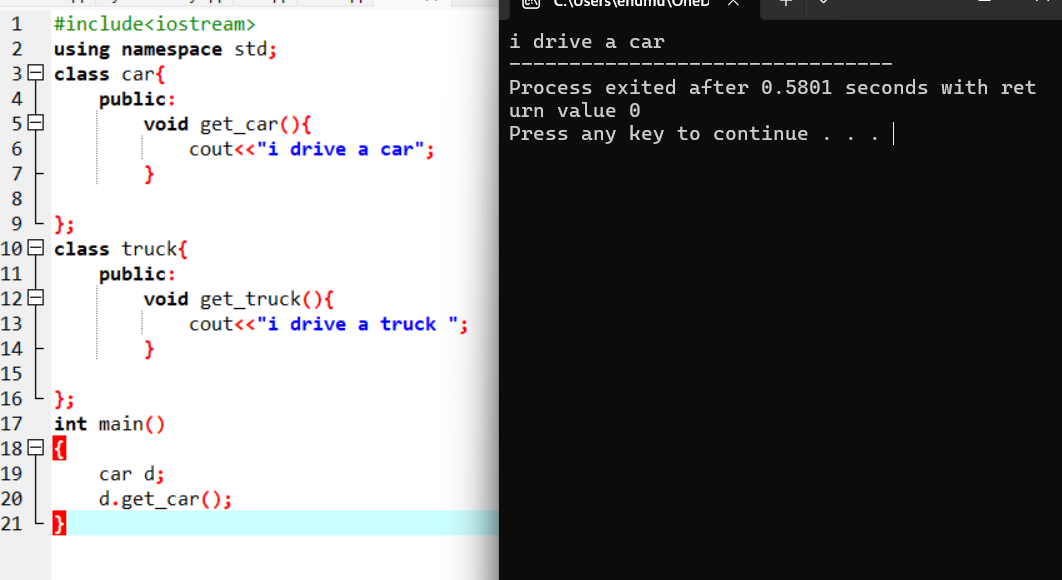 C:\Users\enumu\OneD
1 #include<iostream>
2 using namespace std;
3 class car{
4 public:
5 void get_car(){
6 cout<<"i drive a car";
7 }
8
9 };
10 class truck{
11 public:
12 void get_truck(){
13 cout<<"i drive a truck ";
14 }
15
16 };
17 int main()
18 {
19 car d;
20 d.get_car();
21 }
i drive a car
--------------------------------
Process exited after 0.5801 seconds with ret
urn value 0
Press any key to continue . . .